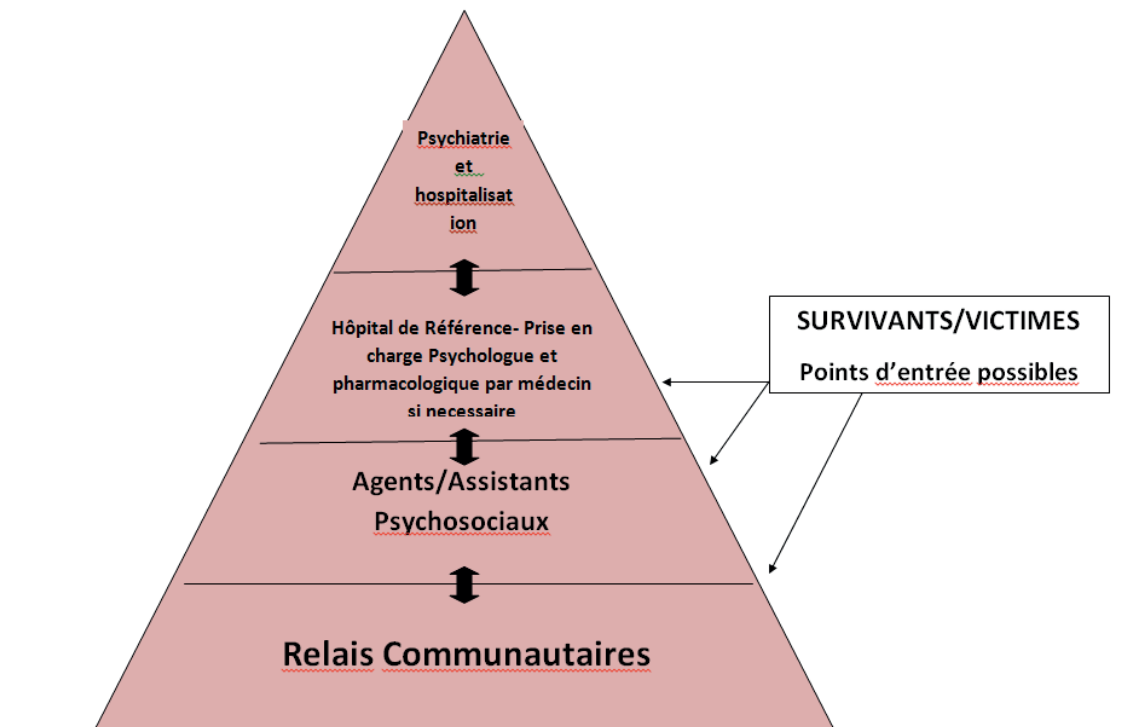 Psychiatrie
et
hospitalisat
ion
Hôpital de Référence- Prise en
charge Psychologue et
pharmacologique par médecin
si necessaire
SURVIVANTS/VICTIMES
Points d’entrée possibles
Agents/Assistants
Psychosociaux
Relais Communautaires